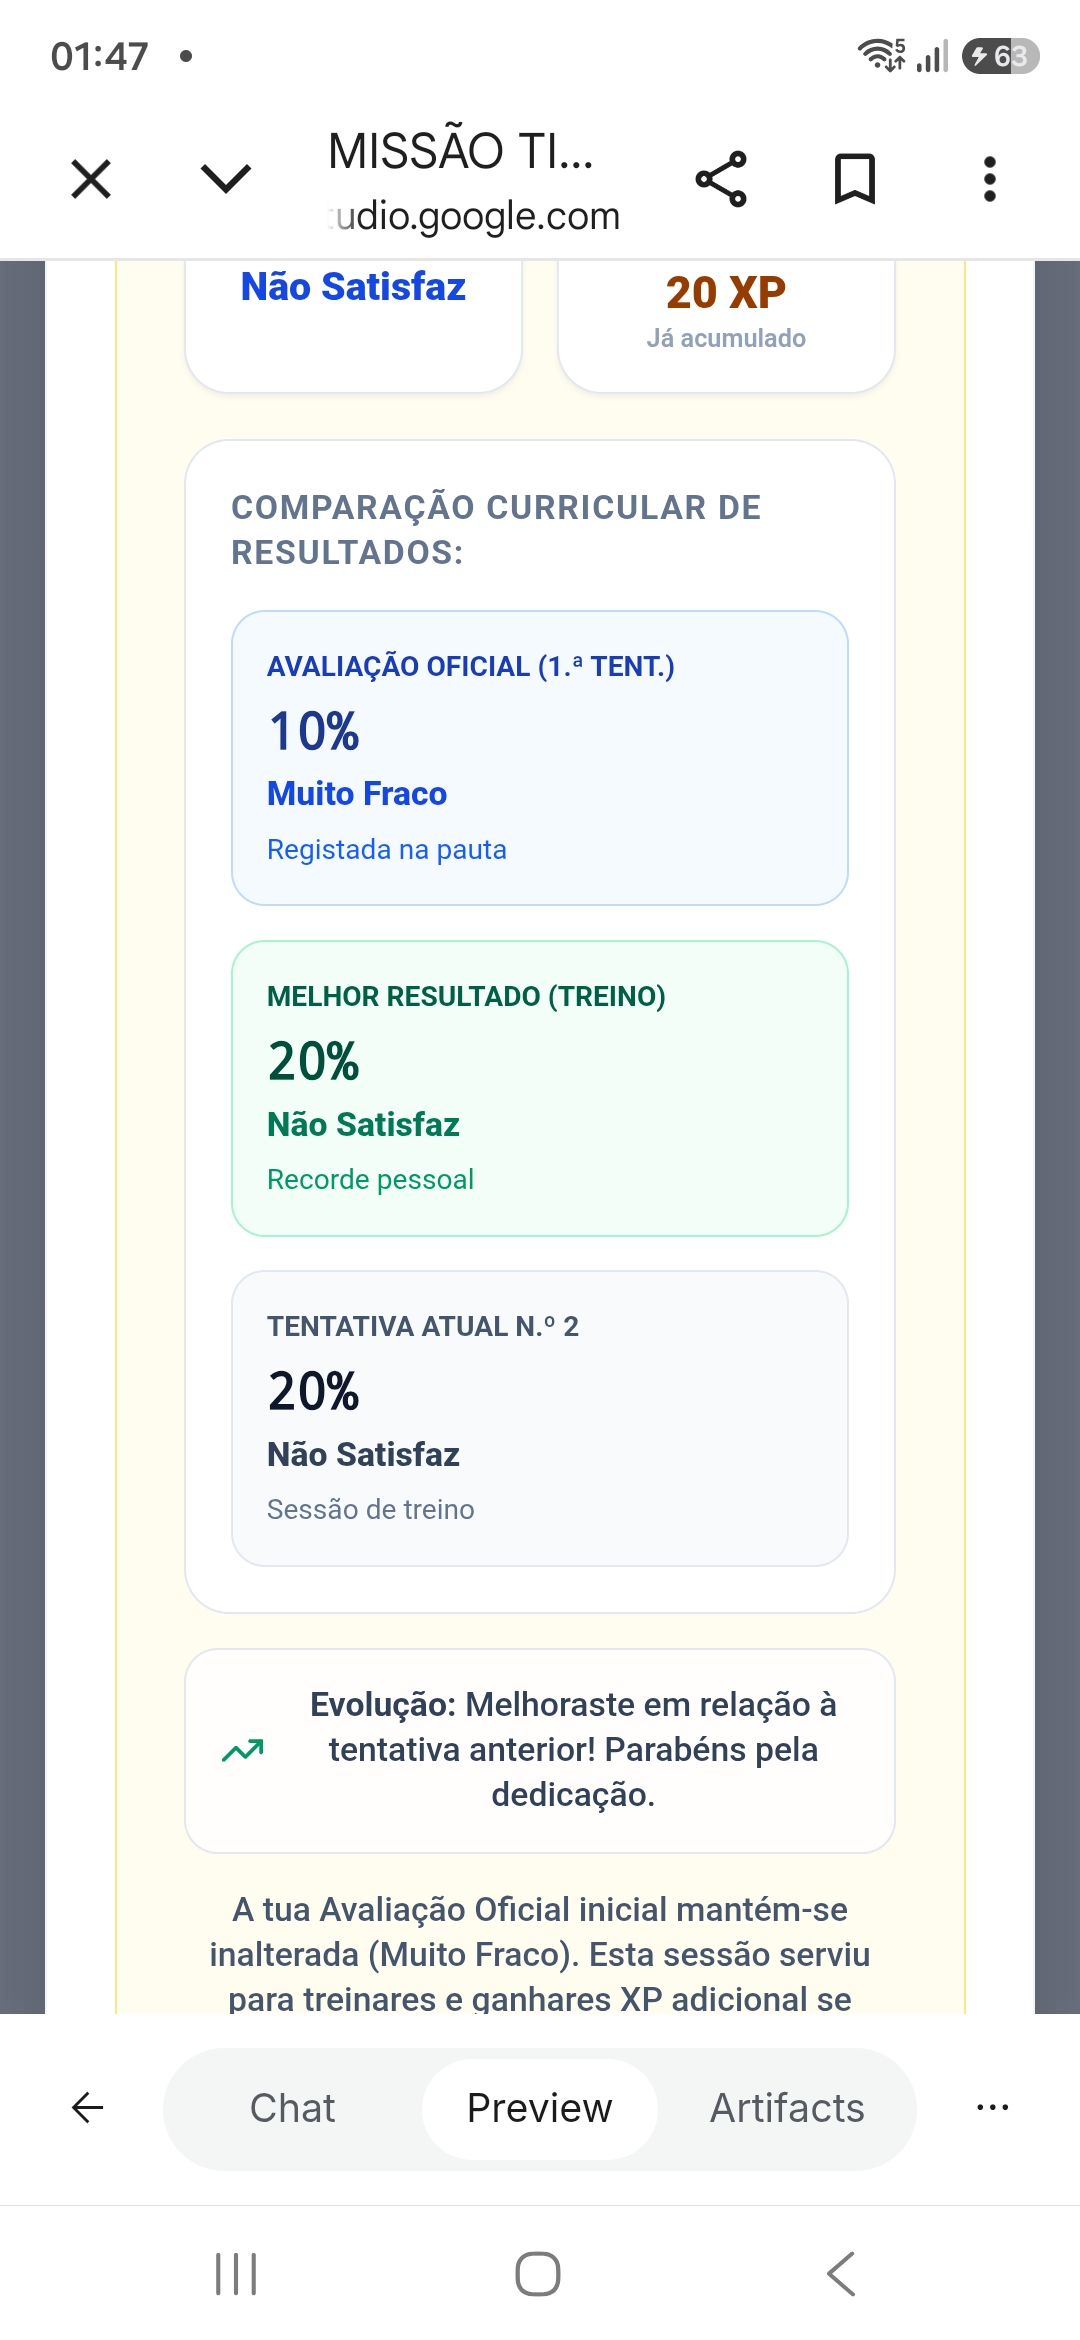 01:47
5
63
MISSÃO TI...
udio.google.com
Não Satisfaz
20 XP
Já acumulado
COMPARAÇÃO CURRICULAR DE
RESULTADOS:
AVALIAÇÃO OFICIAL (1.ª TENT.)
10%
Muito Fraco
Registada na pauta
MELHOR RESULTADO (TREINO)
20%
Não Satisfaz
Recorde pessoal
TENTATIVA ATUAL N.º 2
20%
Não Satisfaz
Sessão de treino
Evolução: Melhoraste em relação à
tentativa anterior! Parabéns pela
dedicação.
A tua Avaliação Oficial inicial mantém-se
inalterada (Muito Fraco). Esta sessão serviu
para treinares e ganhares XP adicional se
Chat
Preview
Artifacts